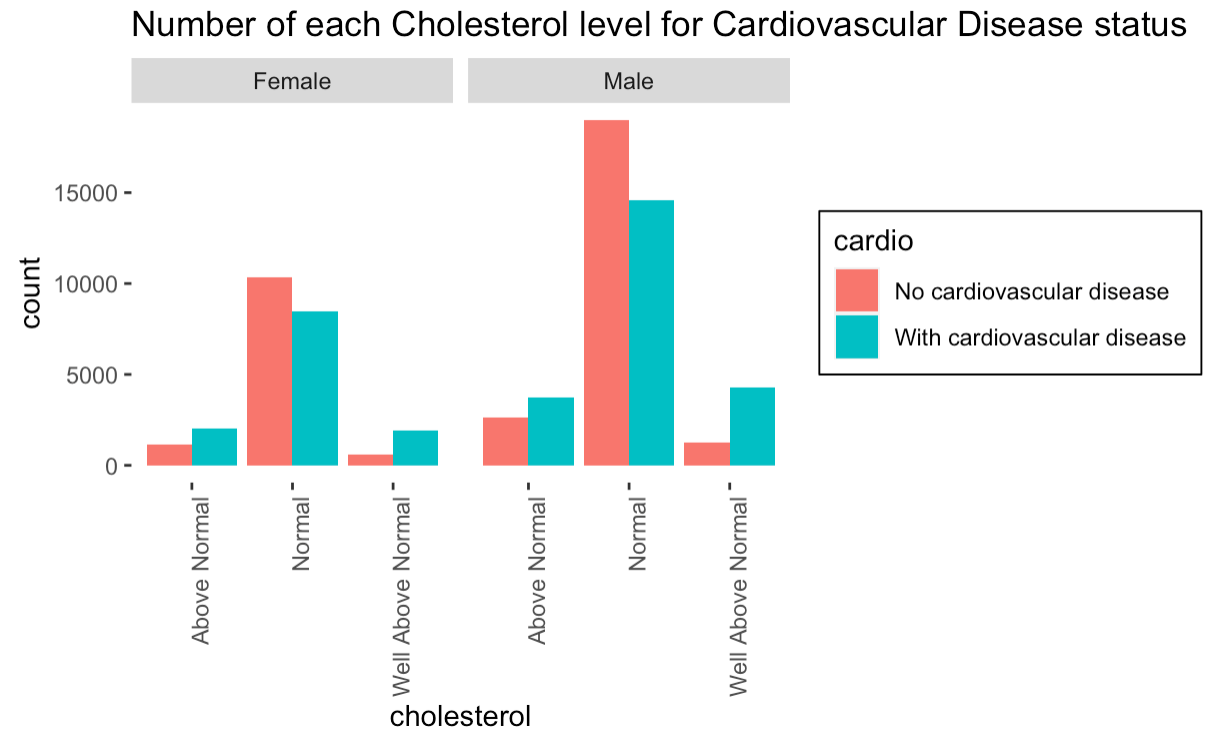 Number of each Cholesterol level for Cardiovascular Disease status
Female
Male
count
15000
10000
5000
0
Above Normal
Normal
Well Above Normal
Above Normal
Normal
Well Above Normal
cholesterol
cardio
No cardiovascular disease
With cardiovascular disease